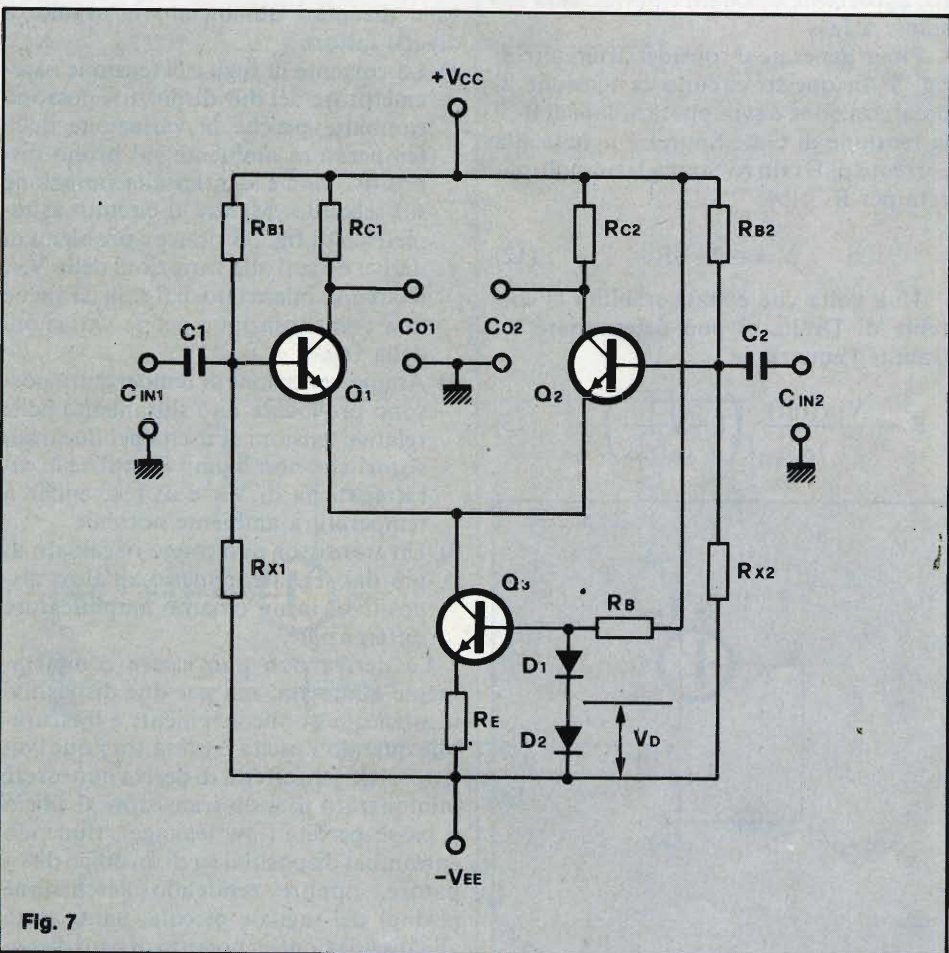 +VCC
RB1
RC1
RC2
RB2
C1
CO1
CO2
C2
CIN1
Q1
Q2
CIN2
RX1
Q3
RB
RX2
D1
RE
D2
VD
-VEE
Fig. 7